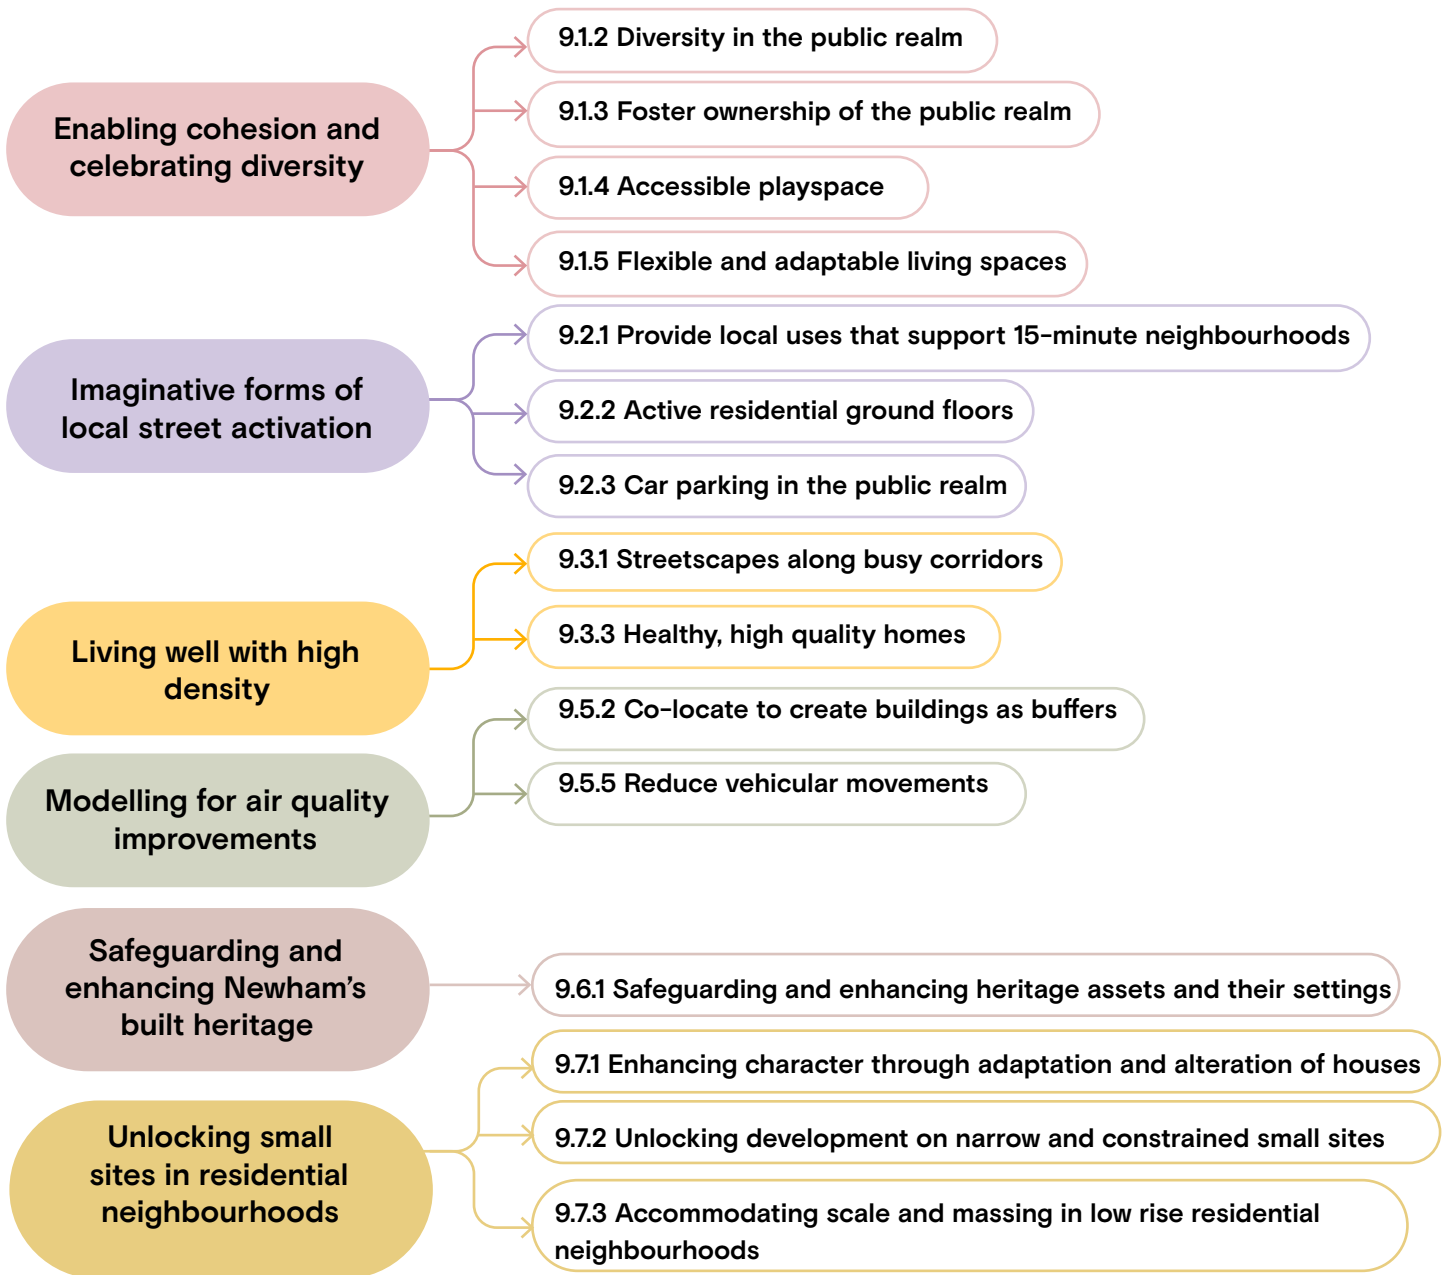 Enabling cohesion and
celebrating diversity
9.1.2 Diversity in the public realm
9.1.3 Foster ownership of the public realm
9.1.4 Accessible playspace
9.1.5 Flexible and adaptable living spaces
Imaginative forms of
local street activation
9.2.1 Provide local uses that support 15-minute neighbourhoods
9.2.2 Active residential ground floors
9.2.3 Car parking in the public realm
Living well with high
density
9.3.1 Streetscapes along busy corridors
9.3.3 Healthy, high quality homes
Modelling for air quality
improvements
9.5.2 Co-locate to create buildings as buffers
9.5.5 Reduce vehicular movements
Safeguarding and
enhancing Newham's
built heritage
9.6.1 Safeguarding and enhancing heritage assets and their settings
Unlocking small
sites in residential
neighbourhoods
9.7.1 Enhancing character through adaptation and alteration of houses
9.7.2 Unlocking development on narrow and constrained small sites
9.7.3 Accommodating scale and massing in low rise residential
neighbourhoods